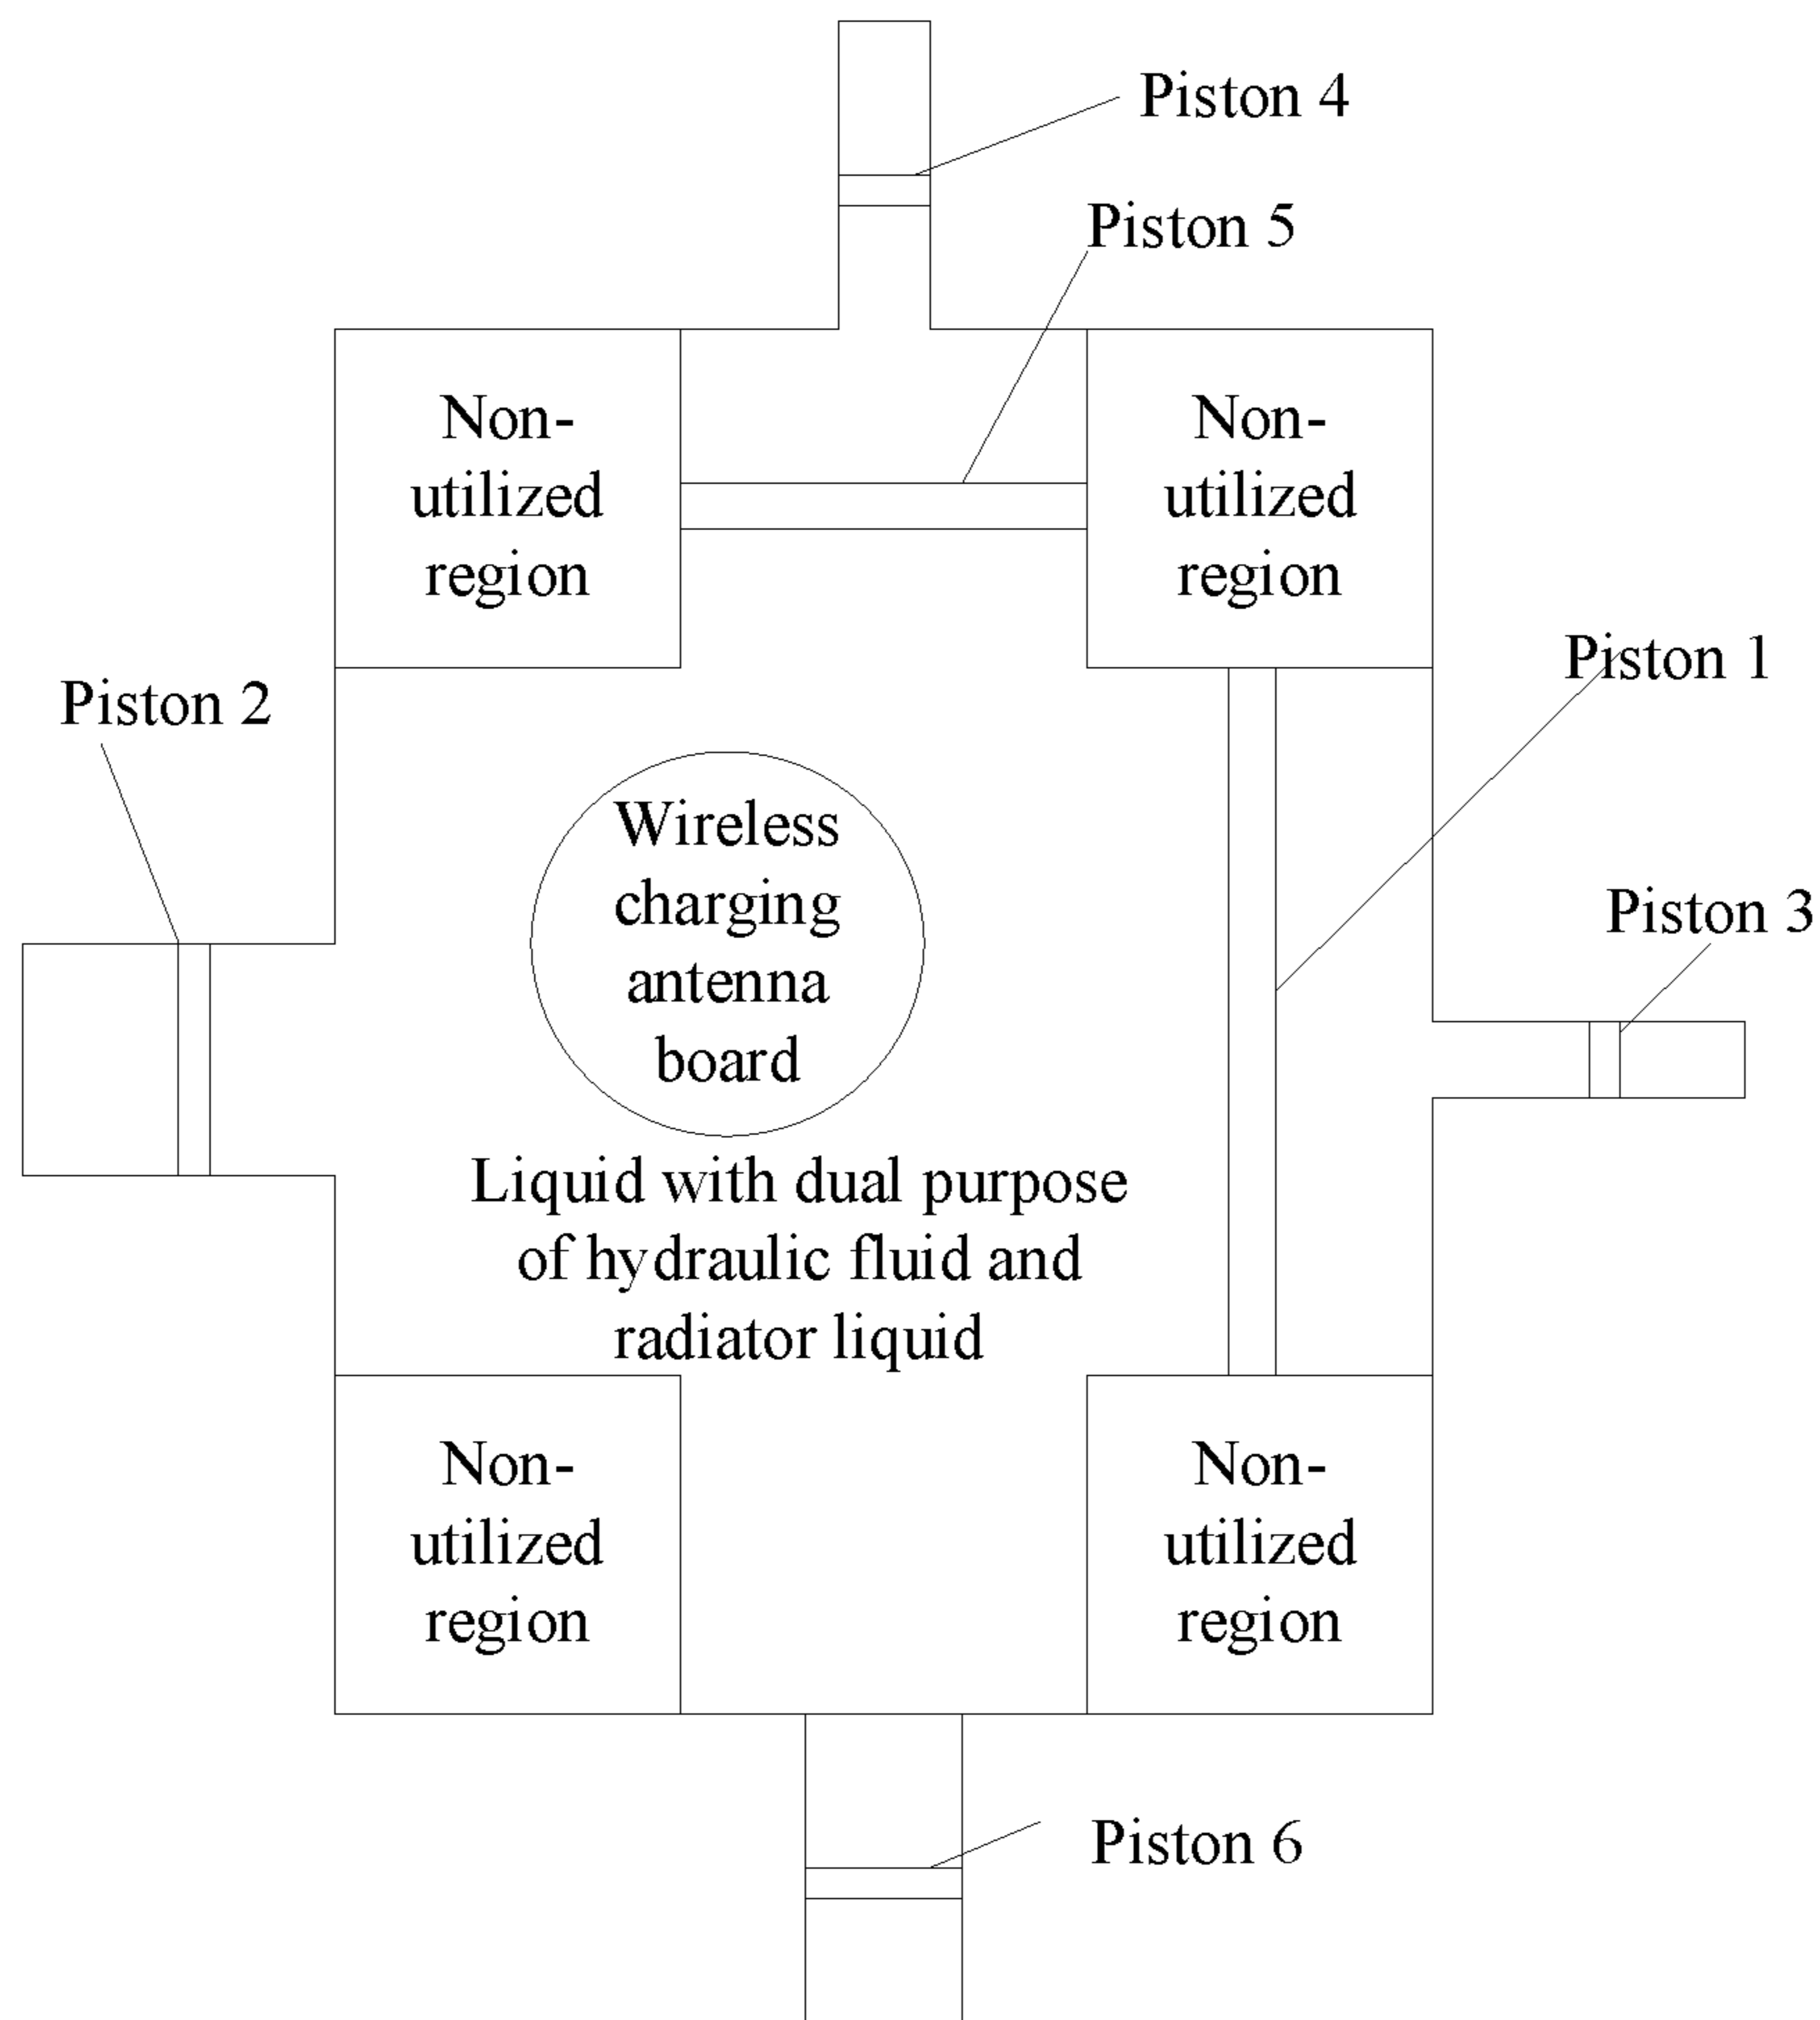 Piston 4
Piston 5
Non-
utilized
region
Non-
utilized
region
Piston 1
Piston 2
Wireless
charging
antenna
board
Piston 3
Liquid with dual purpose
of hydraulic fluid and
radiator liquid
Non-
utilized
region
Non-
utilized
region
Piston 6